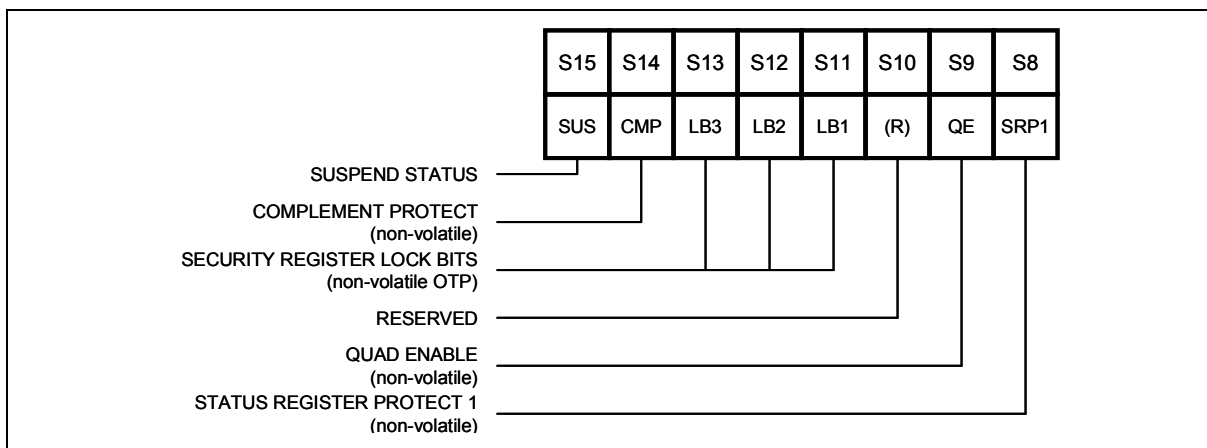 S15 S14 S13 S12 S11 S10 S9 S8
SUS CMP LB3 LB2 LB1 (R) QE SRP1
SUSPEND STATUS
COMPLEMENT PROTECT
(non-volatile)
SECURITY REGISTER LOCK BITS
(non-volatile OTP)
RESERVED
QUAD ENABLE
(non-volatile)
STATUS REGISTER PROTECT 1
(non-volatile)